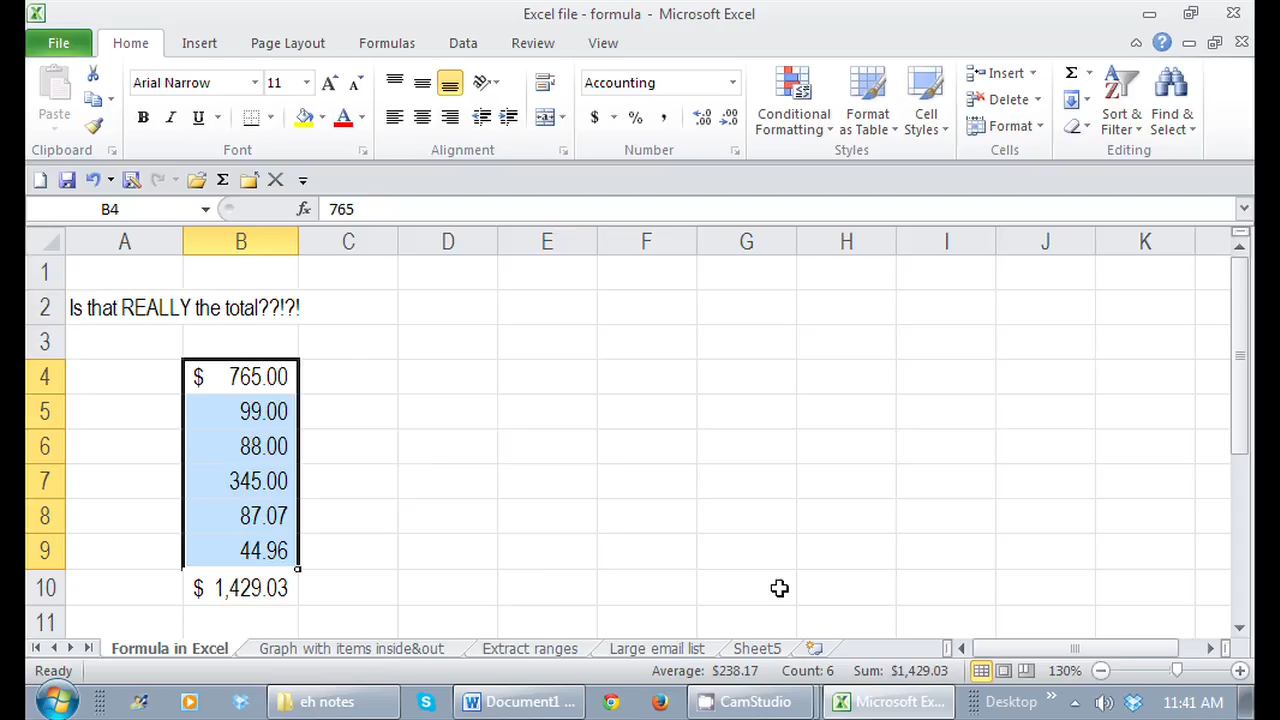 Excel file - formula - Microsoft Excel
File Home Insert Page Layout Formulas Data Review View
Paste
Arial Narrow 11
B I U A
Accounting
$ % ,
Conditional Formatting
Format as Table
Cell Styles
Insert
Delete
Format
Σ
Sort & Filter
Find & Select
Clipboard Font Alignment Number Styles Cells Editing
B4 fx 765
A B C D E F G H I J K
1
2 Is that REALLY the total??!?!
3
4 $ 765.00
5 99.00
6 88.00
7 345.00
8 87.07
9 44.96
10 $ 1,429.03
11
Formula in Excel Graph with items inside&out Extract ranges Large email list Sheet5
Ready Average: $238.17 Count: 6 Sum: $1,429.03 130%
eh notes Document1 ... CamStudio Microsoft Exc... Desktop 11:41 AM